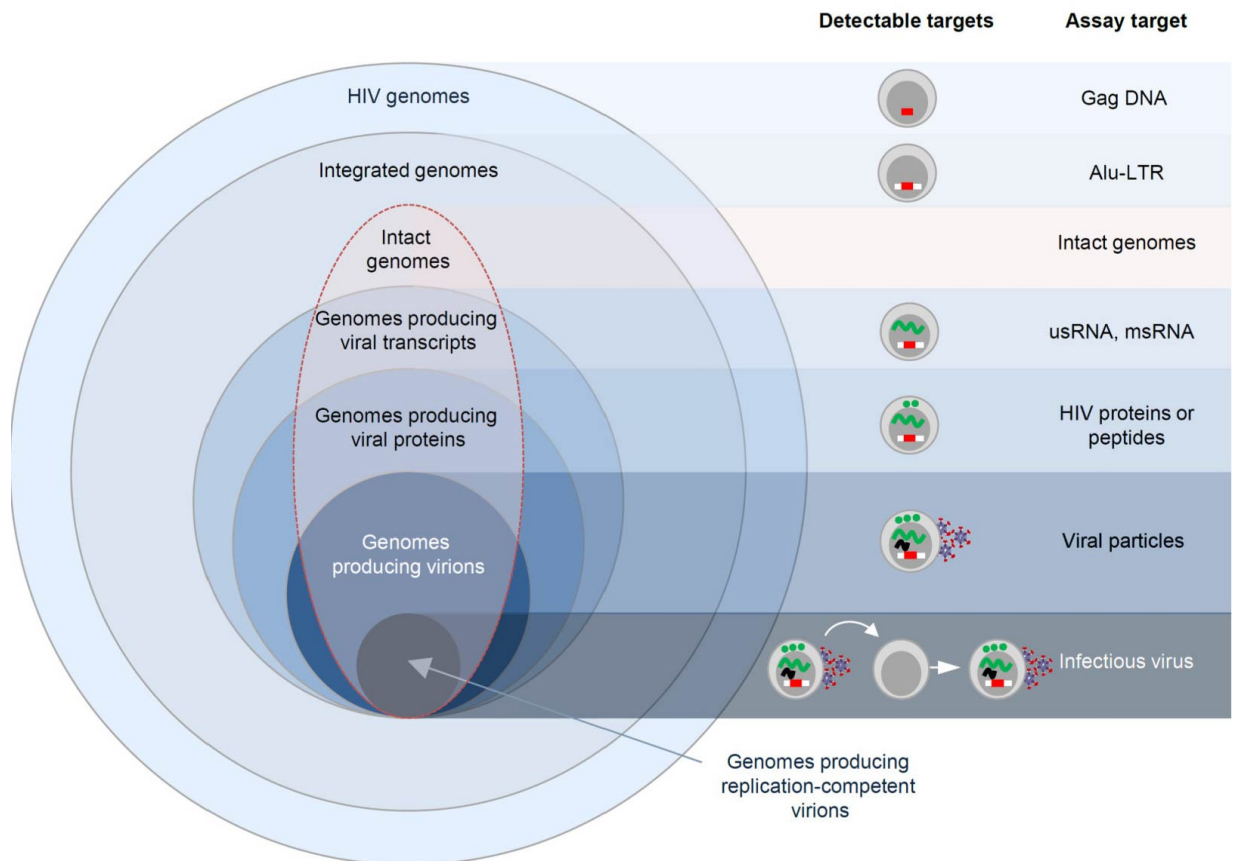 Detectable targets
Assay target
HIV genomes
Gag DNA
Integrated genomes
Alu-LTR
Intact
genomes
Intact genomes
Genomes producing
viral transcripts
usRNA, msRNA
Genomes producing
viral proteins
HIV proteins or
peptides
Genomes
producing virions
Viral particles
Infectious virus
Genomes producing
replication-competent
virions